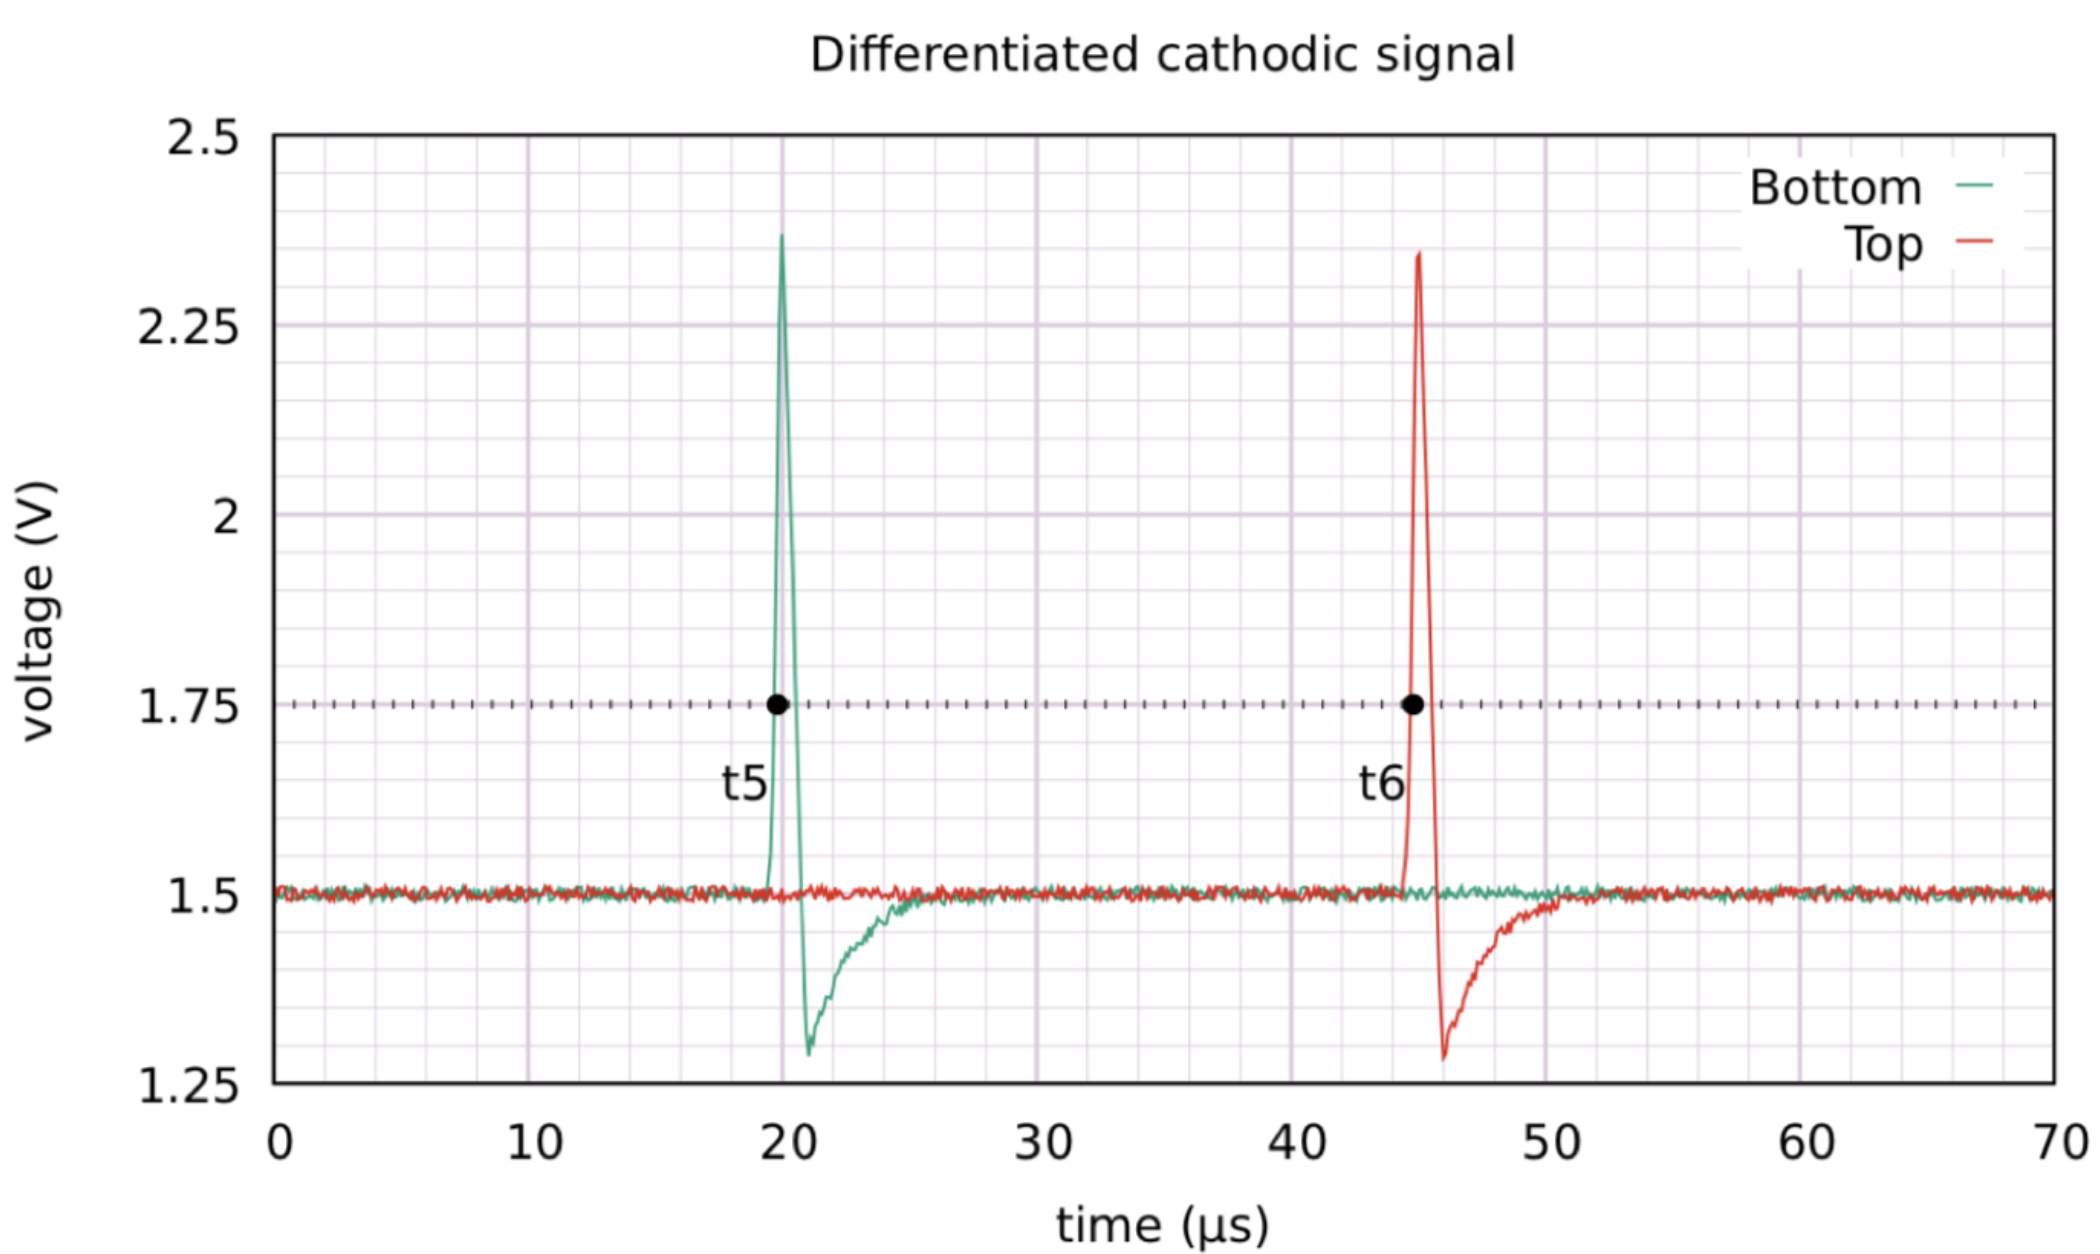 Differentiated cathodic signal
2.5
2.25
2
1.75
1.5
1.25
voltage (V)
Bottom
Top
t5
t6
0 10 20 30 40 50 60 70
time (µs)